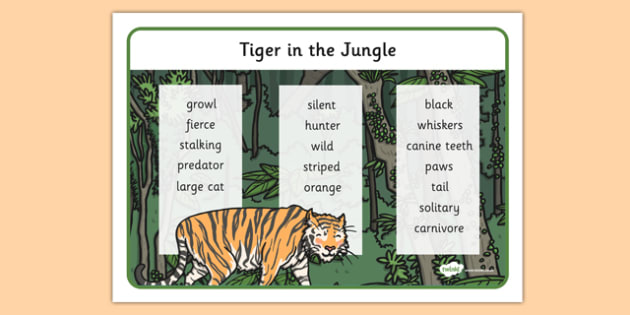 Tiger in the Jungle
growl
fierce
stalking
predator
large cat
silent
hunter
wild
striped
orange
black
whiskers
canine teeth
paws
tail
solitary
carnivore
twinkl